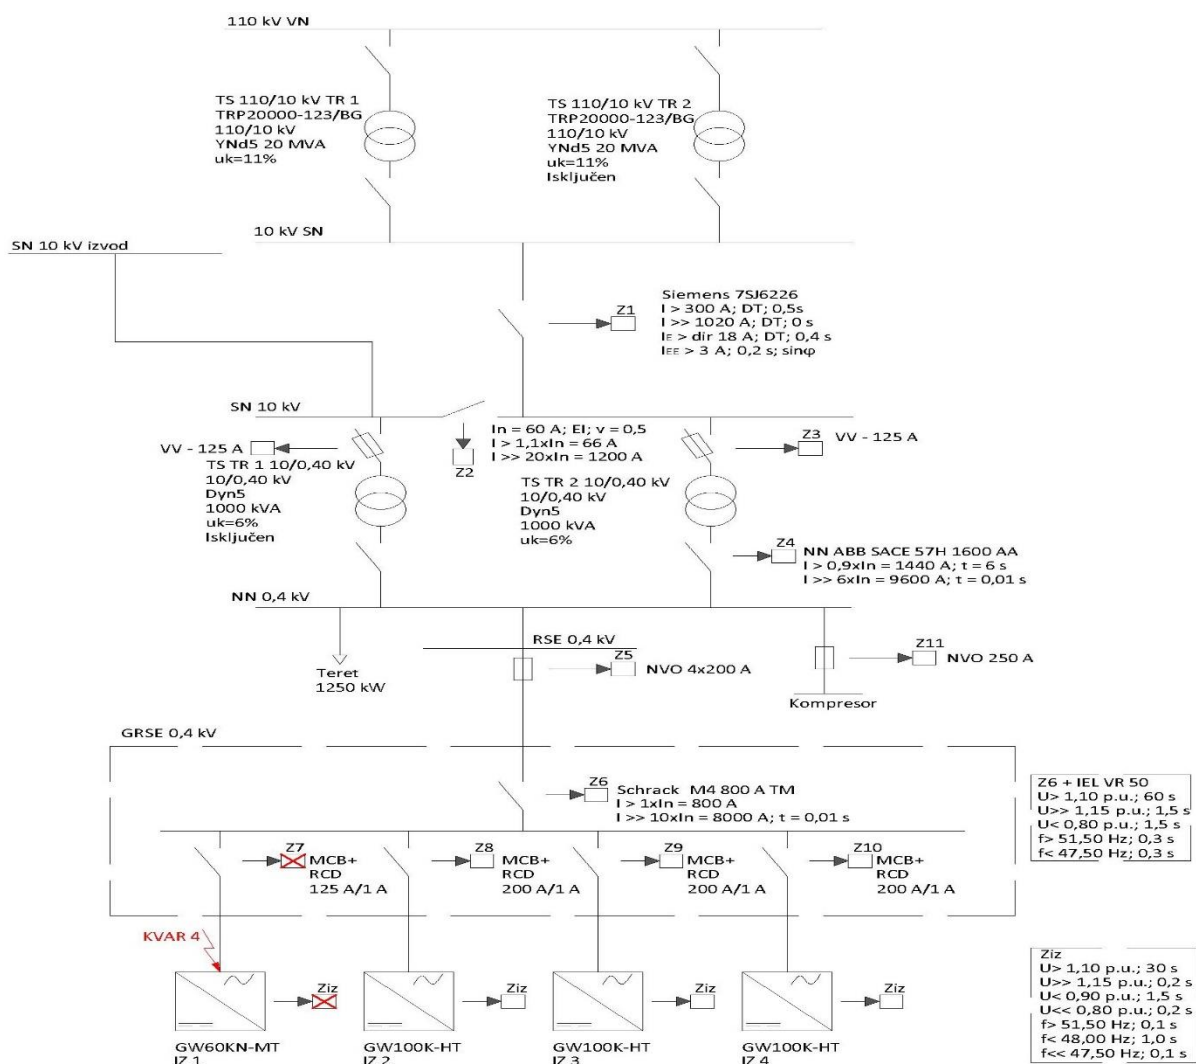 110 kV VN
TS 110/10 kV TR 1
TRP20000-123/BG
110/10 kV
YNd5 20 MVA
uk=11%
TS 110/10 kV TR 2
TRP20000-123/BG
110/10 kV
YNd5 20 MVA
uk=11%
Isključen
10 kV SN
SN 10 kV izvod
Z1
Siemens 7SJ6226
I > 300 A; DT; 0,5s
I >> 1020 A; DT; 0 s
IE > dir 18 A; DT; 0,4 s
IEE > 3 A; 0,2 s; sinφ
SN 10 kV
VV - 125 A
TS TR 1 10/0,40 kV
10/0,40 kV
Dyn5
1000 kVA
uk=6%
Isključen
Z2
In = 60 A; EI; v = 0,5
I > 1,1xIn = 66 A
I >> 20xIn = 1200 A
Z3
VV - 125 A
TS TR 2 10/0,40 kV
10/0,40 kV
Dyn5
1000 kVA
uk=6%
Z4
NN ABB SACE 57H 1600 AA
I > 0,9xIn = 1440 A; t = 6 s
I >> 6xIn = 9600 A; t = 0,01 s
NN 0,4 kV
Teret
1250 kW
RSE 0,4 kV
Z5
NVO 4x200 A
Z11
NVO 250 A
Kompresor
GRSE 0,4 kV
Z6
Schrack M4 800 A TM
I > 1xIn = 800 A
I >> 10xIn = 8000 A; t = 0,01 s
Z6 + IEL VR 50
U> 1,10 p.u.; 60 s
U>> 1,15 p.u.; 1,5 s
U< 0,80 p.u.; 1,5 s
f> 51,50 Hz; 0,3 s
f< 47,50 Hz; 0,3 s
Z7
MCB+
RCD
125 A/1 A
Z8
MCB+
RCD
200 A/1 A
Z9
MCB+
RCD
200 A/1 A
Z10
MCB+
RCD
200 A/1 A
KVAR 4
Ziz
Ziz
Ziz
Ziz
GW60KN-MT
IZ 1
GW100K-HT
IZ 2
GW100K-HT
IZ 3
GW100K-HT
IZ 4
Ziz
U> 1,10 p.u.; 30 s
U>> 1,15 p.u.; 0,2 s
U< 0,90 p.u.; 1,5 s
U<< 0,80 p.u.; 0,2 s
f> 51,50 Hz; 0,1 s
f< 48,00 Hz; 1,0 s
f<< 47,50 Hz; 0,1 s